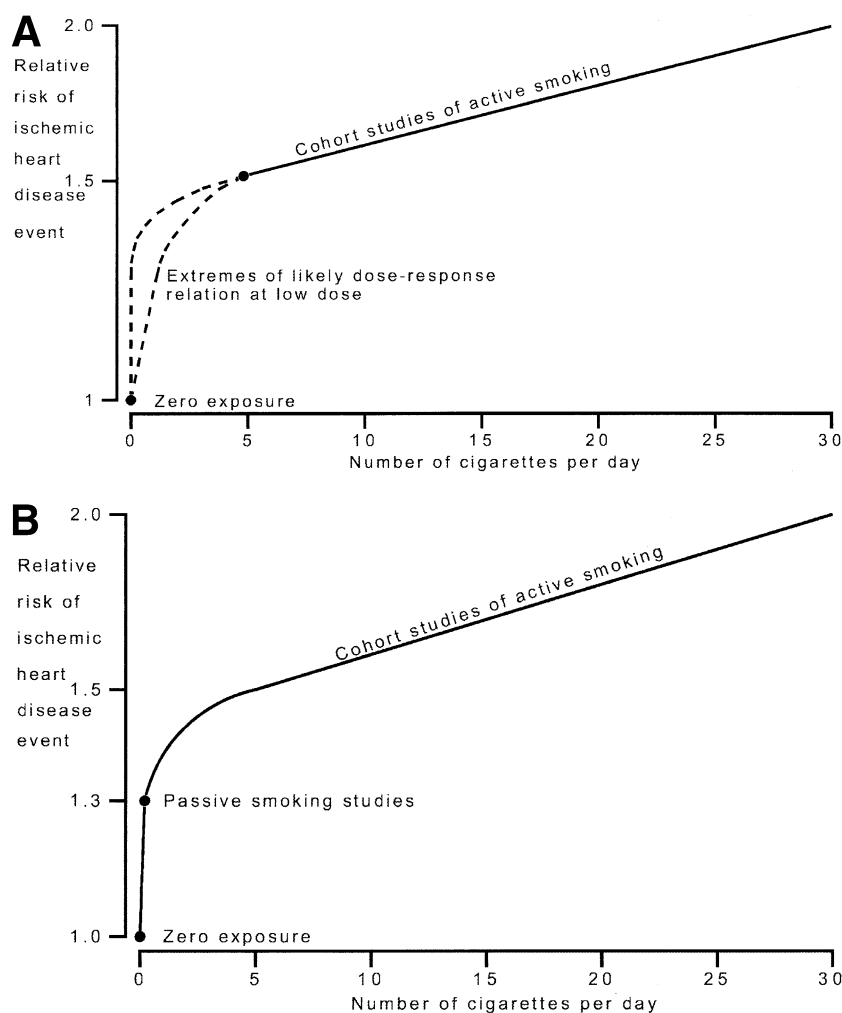 A
2.0
Relative
risk of
ischemic
heart
1.5
disease
event
1
Cohort studies of active smoking
Extremes of likely dose-response
relation at low dose
Zero exposure
0 5 10 15 20 25 30
Number of cigarettes per day
B
2.0
Relative
risk of
ischemic
heart
1.5
disease
event
1.3
1.0
Cohort studies of active smoking
Passive smoking studies
Zero exposure
0 5 10 15 20 25 30
Number of cigarettes per day